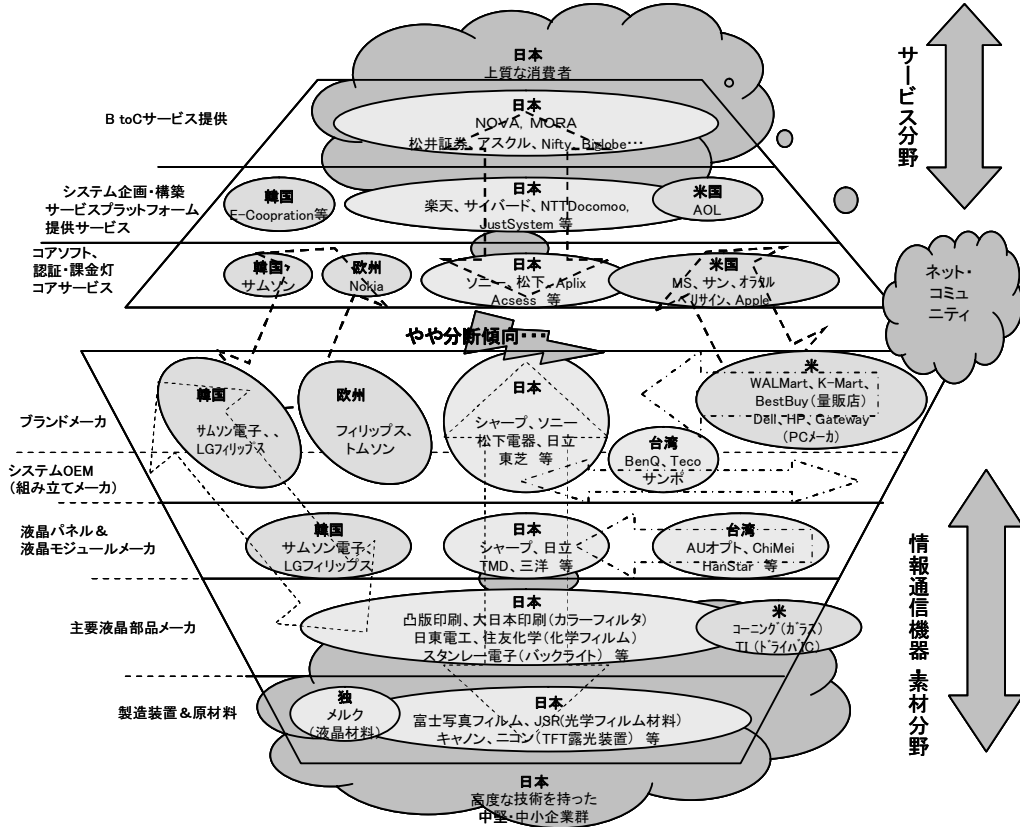 日本
上質な消費者
サービス分野
B toCサービス提供
日本
NOVA, MORA
松井証券、アスクル、Nifty、Biglobe…
システム企画・構築
サービスプラットフォーム
提供サービス
韓国
E-Coopration等
日本
楽天、サイバード、NTTDocomoo,
JustSystem 等
米国
AOL
コアソフト、
認証・課金灯
コアサービス
韓国
サムソン
欧州
Nokia
日本
ソニー、松下、Aplix
Acsess 等
米国
MS、サン、オラタル
ベリサイン、Apple
ネット・
コミュ
ニティ
やや分断傾向…
ブランドメーカ
韓国
サムソン電子、、
LGフィリップス
欧州
フィリップス、
トムソン
日本
シャープ、ソニー
松下電器、日立
東芝 等
米
WALMart、K-Mart、
BestBuy（量販店）
Dell、HP、Gateway
(PCメーカ)
台湾
BenQ、Teco
サンポ
システムOEM
（組み立てメーカ）
液晶パネル＆
液晶モジュールメーカ
韓国
サムソン電子、
LGフィリップス
日本
シャープ、日立
TMD、三洋 等
台湾
AUオプト、ChiMei
HanStar 等
情報通信機器・素材分野
主要液晶部品メーカ
日本
凸版印刷、大日本印刷（カラーフィルタ）
日東電工、住友化学（化学フィルム）
スタンレー電子（バックライト） 等
米
コーニング（ガラス）
TI（ドライバIC）
製造装置＆原材料
独
メルク
（液晶材料）
日本
富士写真フィルム、JSR(光学フィルム材料）
キャノン、ニコン（TFT露光装置） 等
日本
高度な技術を持った
中堅・中小企業群